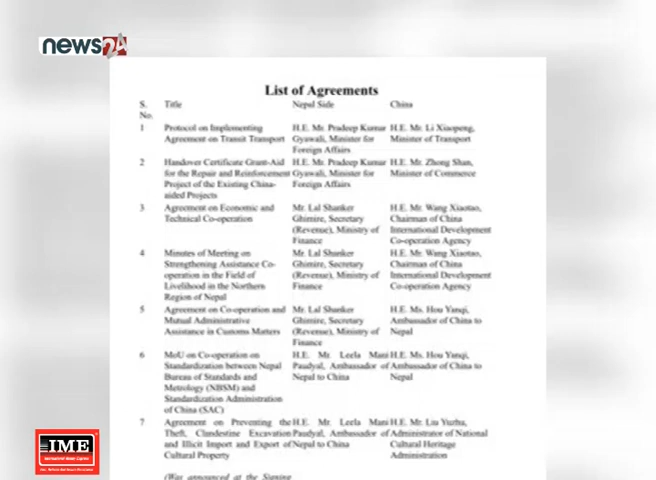 news24
List of Agreements
S. No. Title Nepal Side China
1 Protocol on Implementing Agreement on Transit Transport H.E. Mr. Pradeep Kumar Gyawali, Minister for Foreign Affairs H.E. Mr. Li Xiaopeng, Minister of Transport
2 Handover Certificate Grant-Aid for the Repair and Reinforcement Project of the Existing China-aided Projects H.E. Mr. Pradeep Kumar Gyawali, Minister for Foreign Affairs H.E. Mr. Zhong Shan, Minister of Commerce
3 Agreement on Economic and Technical Co-operation Mr. Lal Shanker Ghimire, Secretary (Revenue), Ministry of Finance H.E. Mr. Wang Xiaotao, Chairman of China International Development Co-operation Agency
4 Minutes of Meeting on Strengthening Assistance Co-operation in the Field of Livelihood in the Northern Region of Nepal Mr. Lal Shanker Ghimire, Secretary (Revenue), Ministry of Finance H.E. Mr. Wang Xiaotao, Chairman of China International Development Co-operation Agency
5 Agreement on Co-operation and Mutual Administrative Assistance in Customs Matters Mr. Lal Shanker Ghimire, Secretary (Revenue), Ministry of Finance H.E. Ms. Hou Yanqi, Ambassador of China to Nepal
6 MoU on Co-operation on Standardization between Nepal Bureau of Standards and Metrology (NBSM) and Standardization Administration of China (SAC) H.E. Mr. Leela Mani Paudyal, Ambassador of Nepal to China H.E. Ms. Hou Yanqi, Ambassador of China to Nepal
7 Agreement on Preventing the Theft, Clandestine Excavation and Illicit Import and Export of Cultural Property H.E. Mr. Leela Mani Paudyal, Ambassador of Nepal to China H.E. Mr. Liu Yuzhu, Administrator of National Cultural Heritage Administration
(Was announced at the Signing
IME